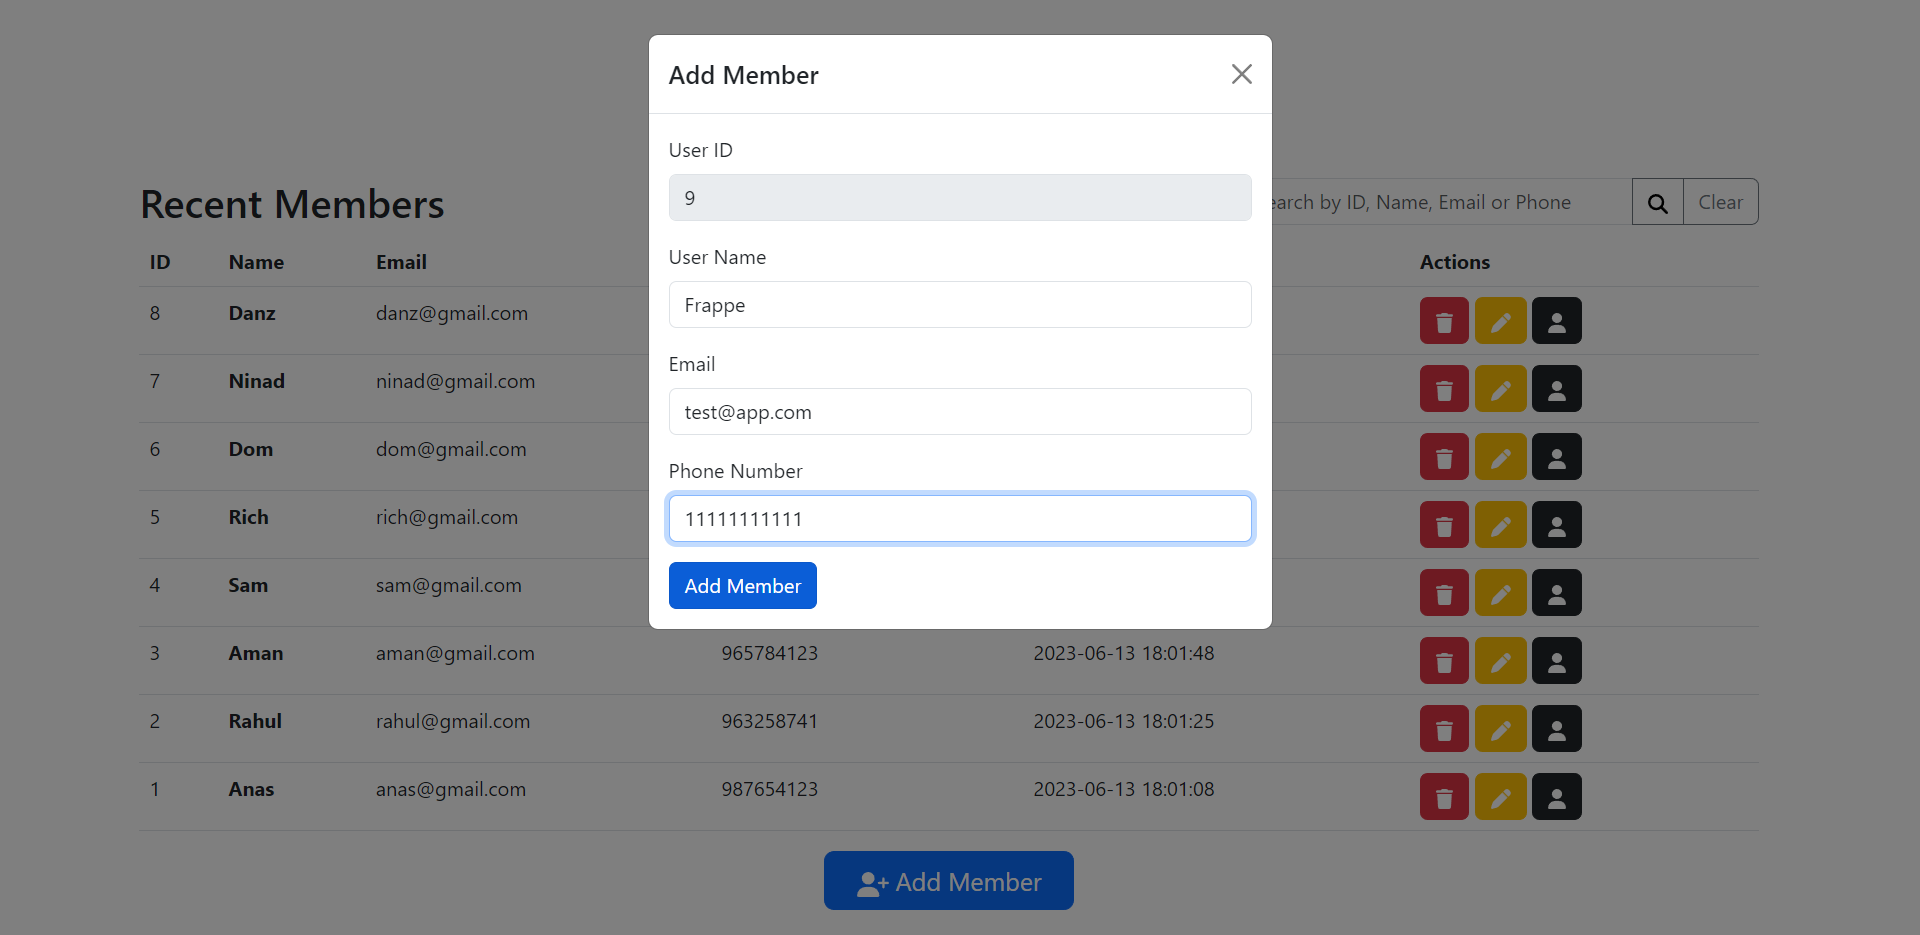 Add Member
User ID
9
User Name
Frappe
Email
test@app.com
Phone Number
11111111111
Add Member
Recent Members
earch by ID, Name, Email or Phone
Clear
ID Name Email Actions
8 Danz danz@gmail.com
7 Ninad ninad@gmail.com
6 Dom dom@gmail.com
5 Rich rich@gmail.com
4 Sam sam@gmail.com
3 Aman aman@gmail.com 965784123 2023-06-13 18:01:48
2 Rahul rahul@gmail.com 963258741 2023-06-13 18:01:25
1 Anas anas@gmail.com 987654123 2023-06-13 18:01:08
Add Member